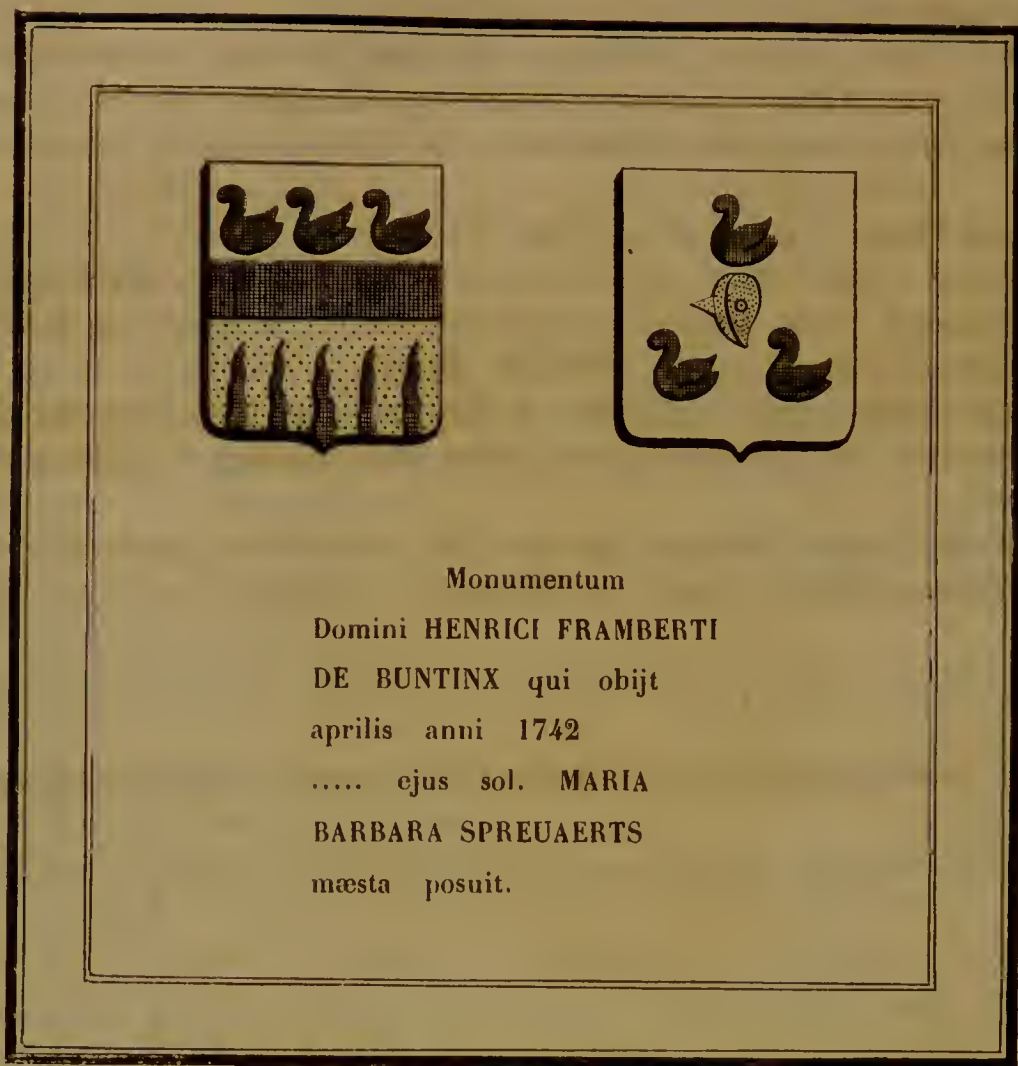 Monumentum
Domini HENRICI FRAMBERTI
DE BUNTINX qui obijt
aprilis anni 1742
..... ejus sol. MARIA
BARBARA SPREUAERTS
mæsta posuit.